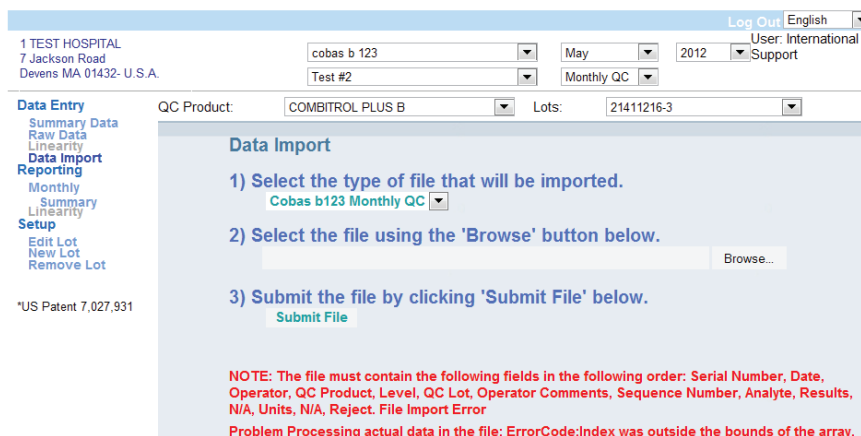 Log Out English
User: International Support
1 TEST HOSPITAL
7 Jackson Road
Devens MA 01432- U.S.A.
cobas b 123 May 2012
Test #2 Monthly QC
QC Product: COMBITROL PLUS B Lots: 21411216-3
Data Entry
Summary Data
Raw Data
Linearity
Data Import
Reporting
Monthly
Summary
Linearity
Setup
Edit Lot
New Lot
Remove Lot
*US Patent 7,027,931
Data Import
1) Select the type of file that will be imported.
Cobas b123 Monthly QC
2) Select the file using the 'Browse' button below.
Browse...
3) Submit the file by clicking 'Submit File' below.
Submit File
NOTE: The file must contain the following fields in the following order: Serial Number, Date,
Operator, QC Product, Level, QC Lot, Operator Comments, Sequence Number, Analyte, Results,
N/A, Units, N/A, Reject. File Import Error
Problem Processing actual data in the file: ErrorCode:Index was outside the bounds of the array.